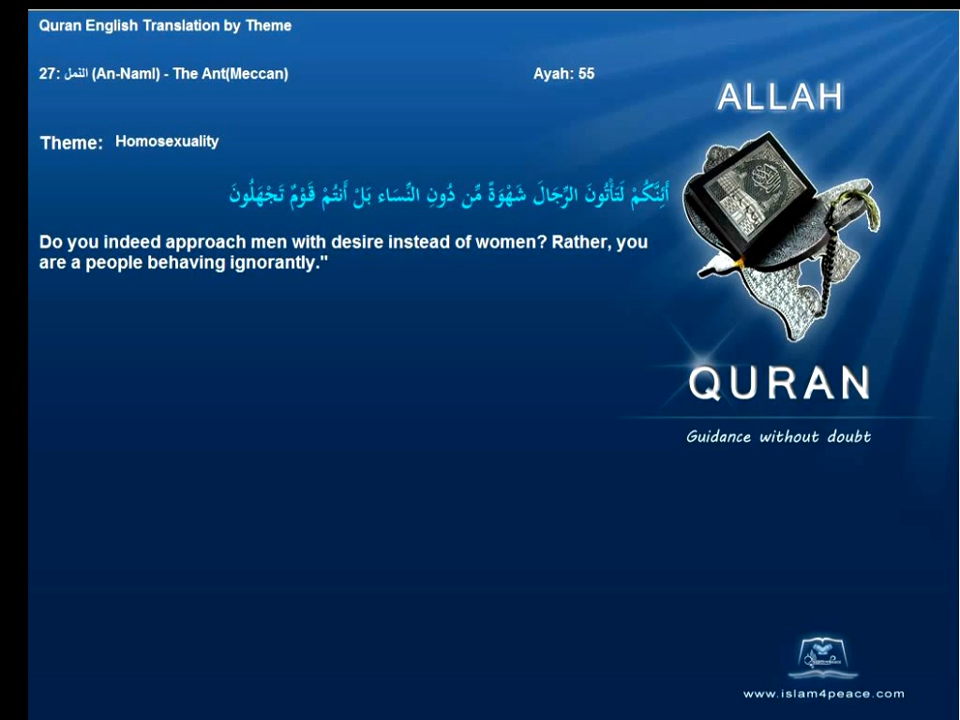 Quran English Translation by Theme
27: النمل (An-Naml) - The Ant(Meccan) Ayah: 55
ALLAH
Theme: Homosexuality
أَئِنَّكُمْ لَتَأْتُونَ الرِّجَالَ شَهْوَةً مِّن دُونِ النِّسَاء بَلْ أَنتُمْ قَوْمٌ تَجْهَلُونَ
Do you indeed approach men with desire instead of women? Rather, you
are a people behaving ignorantly."
QURAN
Guidance without doubt
www.islam4peace.com